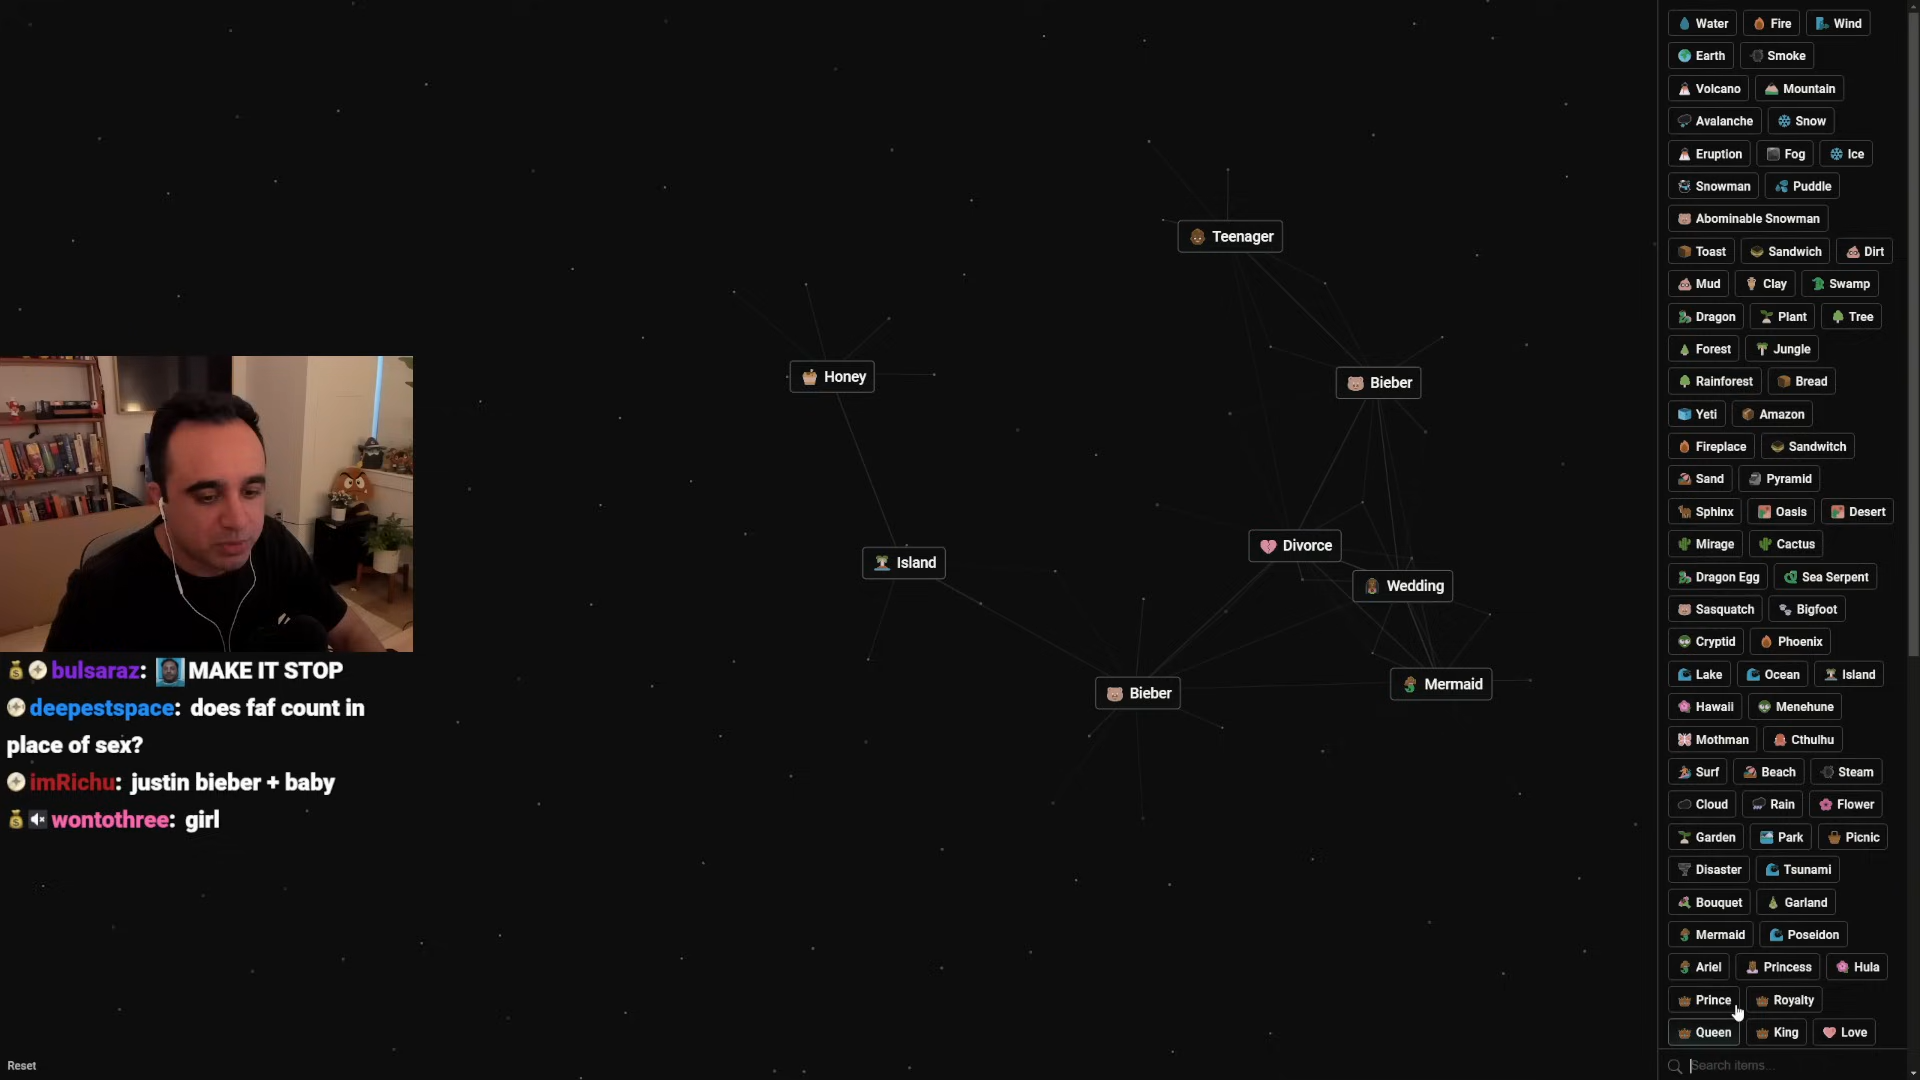 Teenager
Honey
Bieber
Island
Divorce
Wedding
Bieber
Mermaid
bulsaraz: MAKE IT STOP
deepestspace: does faf count in
place of sex?
imRichu: justin bieber + baby
wontothree: girl
Reset
Water Fire Wind
Earth Smoke
Volcano Mountain
Avalanche Snow
Eruption Fog Ice
Snowman Puddle
Abominable Snowman
Toast Sandwich Dirt
Mud Clay Swamp
Dragon Plant Tree
Forest Jungle
Rainforest Bread
Yeti Amazon
Fireplace Sandwitch
Sand Pyramid
Sphinx Oasis Desert
Mirage Cactus
Dragon Egg Sea Serpent
Sasquatch Bigfoot
Cryptid Phoenix
Lake Ocean Island
Hawaii Menehune
Mothman Cthulhu
Surf Beach Steam
Cloud Rain Flower
Garden Park Picnic
Disaster Tsunami
Bouquet Garland
Mermaid Poseidon
Ariel Princess Hula
Prince Royalty
Queen King Love
Search items...